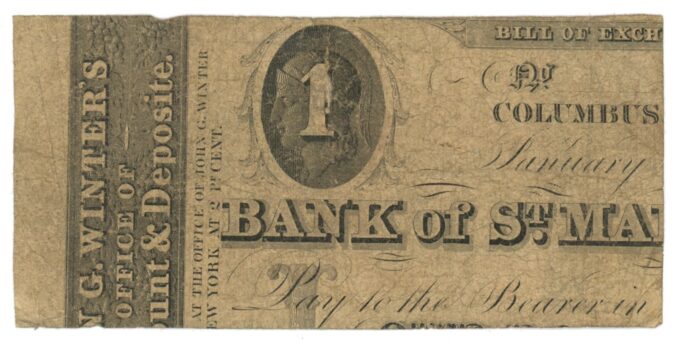 N G. WINTER'S
OFFICE OF
ount & Deposite.
AT THE OFFICE OF JOHN G. WINTER
EW YORK AT 2 Pr CENT.
1
BILL OF EXCH
No
COLUMBUS
January
BANK of ST. MA
Pay to the Bearer in